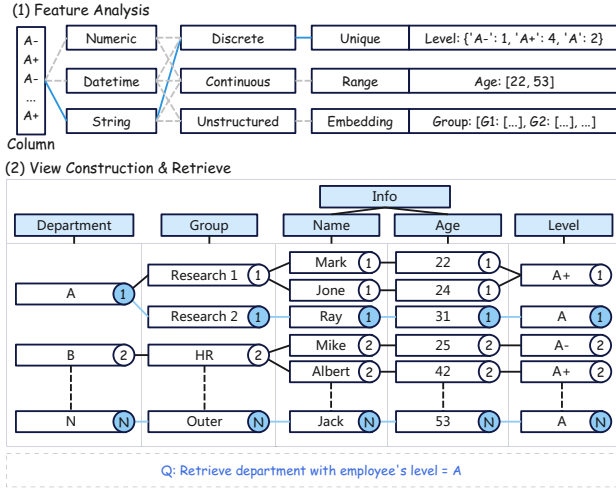 (1) Feature Analysis
A-
A+
A-
...
A+
Column
Numeric Discrete Unique Level: {'A-': 1, 'A+': 4, 'A': 2}
Datetime Continuous Range Age: [22, 53]
String Unstructured Embedding Group: [G1: [...], G2: [...], ...]
(2) View Construction & Retrieve
Info
Department Group Name Age Level
Mark 1 22 1
Research 1 1 A+ 1
Jone 1 24 1
A 1
Research 2 1 Ray 1 31 1 A 1
Mike 2 25 2 A- 2
B 2 HR 2
Albert 2 42 2 A+ 2
N N Outer N Jack N 53 N A N
Q: Retrieve department with employee's level = A